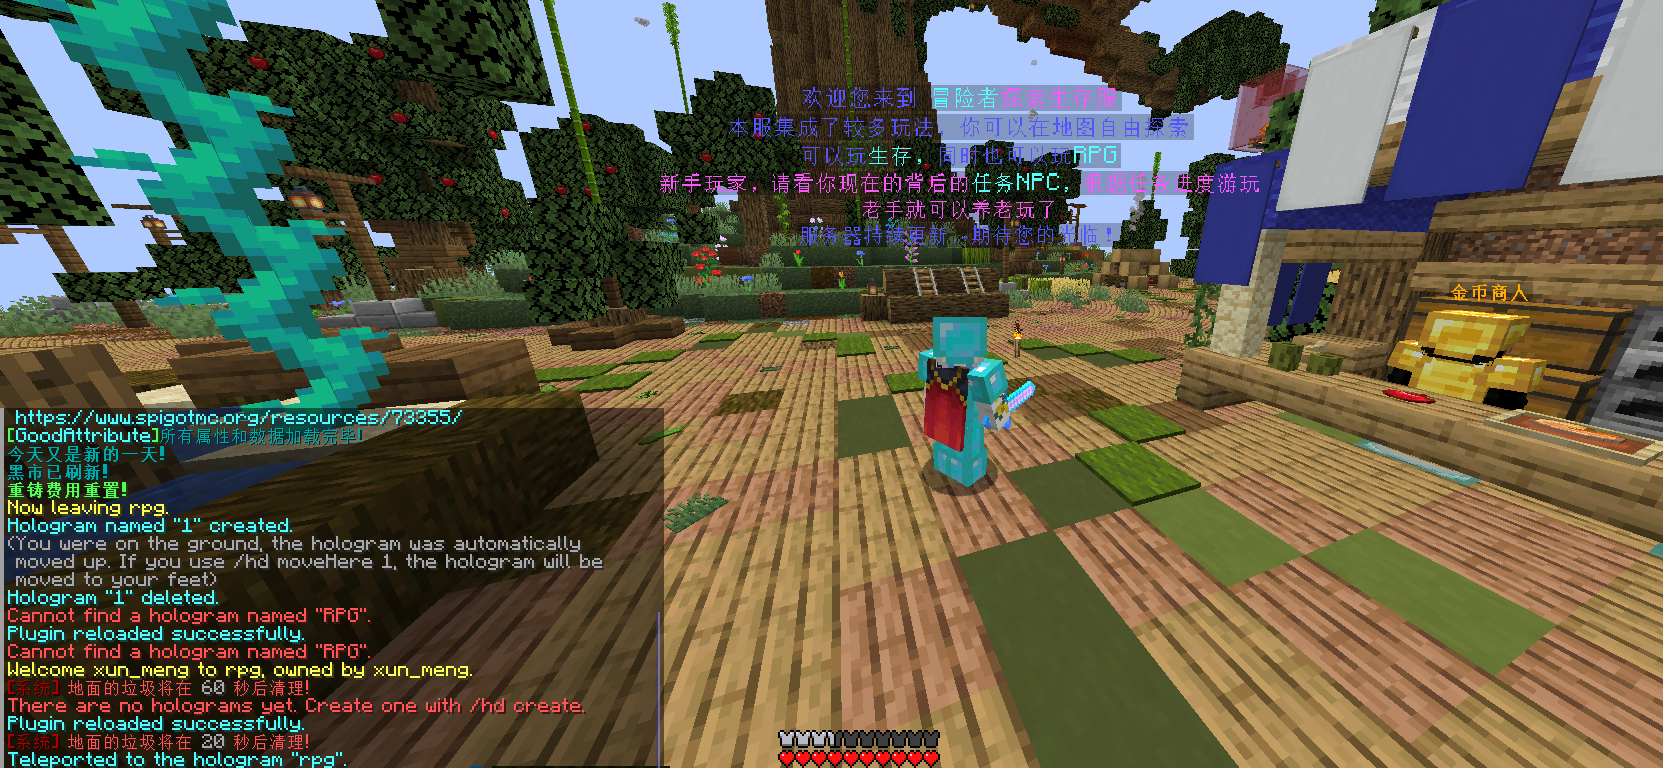 欢迎您来到 冒险者探索生存服
本服集成了较多玩法，你可以在地图自由探索
可以玩生存，同时也可以玩RPG
新手玩家，请看你现在的背后的任务NPC，根据任务进度游玩
老手就可以养老玩了
服务器持续更新，期待您的光临！
金币商人
https://www.spigotmc.org/resources/73355/
[GoodAttribute]所有属性和数据加载完毕!
今天又是新的一天!
黑市已刷新!
重铸费用重置!
Now leaving rpg.
Hologram named "1" created.
(You were on the ground, the hologram was automatically
moved up. If you use /hd moveHere 1, the hologram will be
moved to your feet)
Hologram "1" deleted.
Cannot find a hologram named "RPG".
Plugin reloaded successfully.
Cannot find a hologram named "RPG".
Welcome xun_meng to rpg, owned by xun_meng.
[系统] 地面的垃圾将在 60 秒后清理!
There are no holograms yet. Create one with /hd create.
Plugin reloaded successfully.
[系统] 地面的垃圾将在 20 秒后清理!
Teleported to the hologram "rpg".